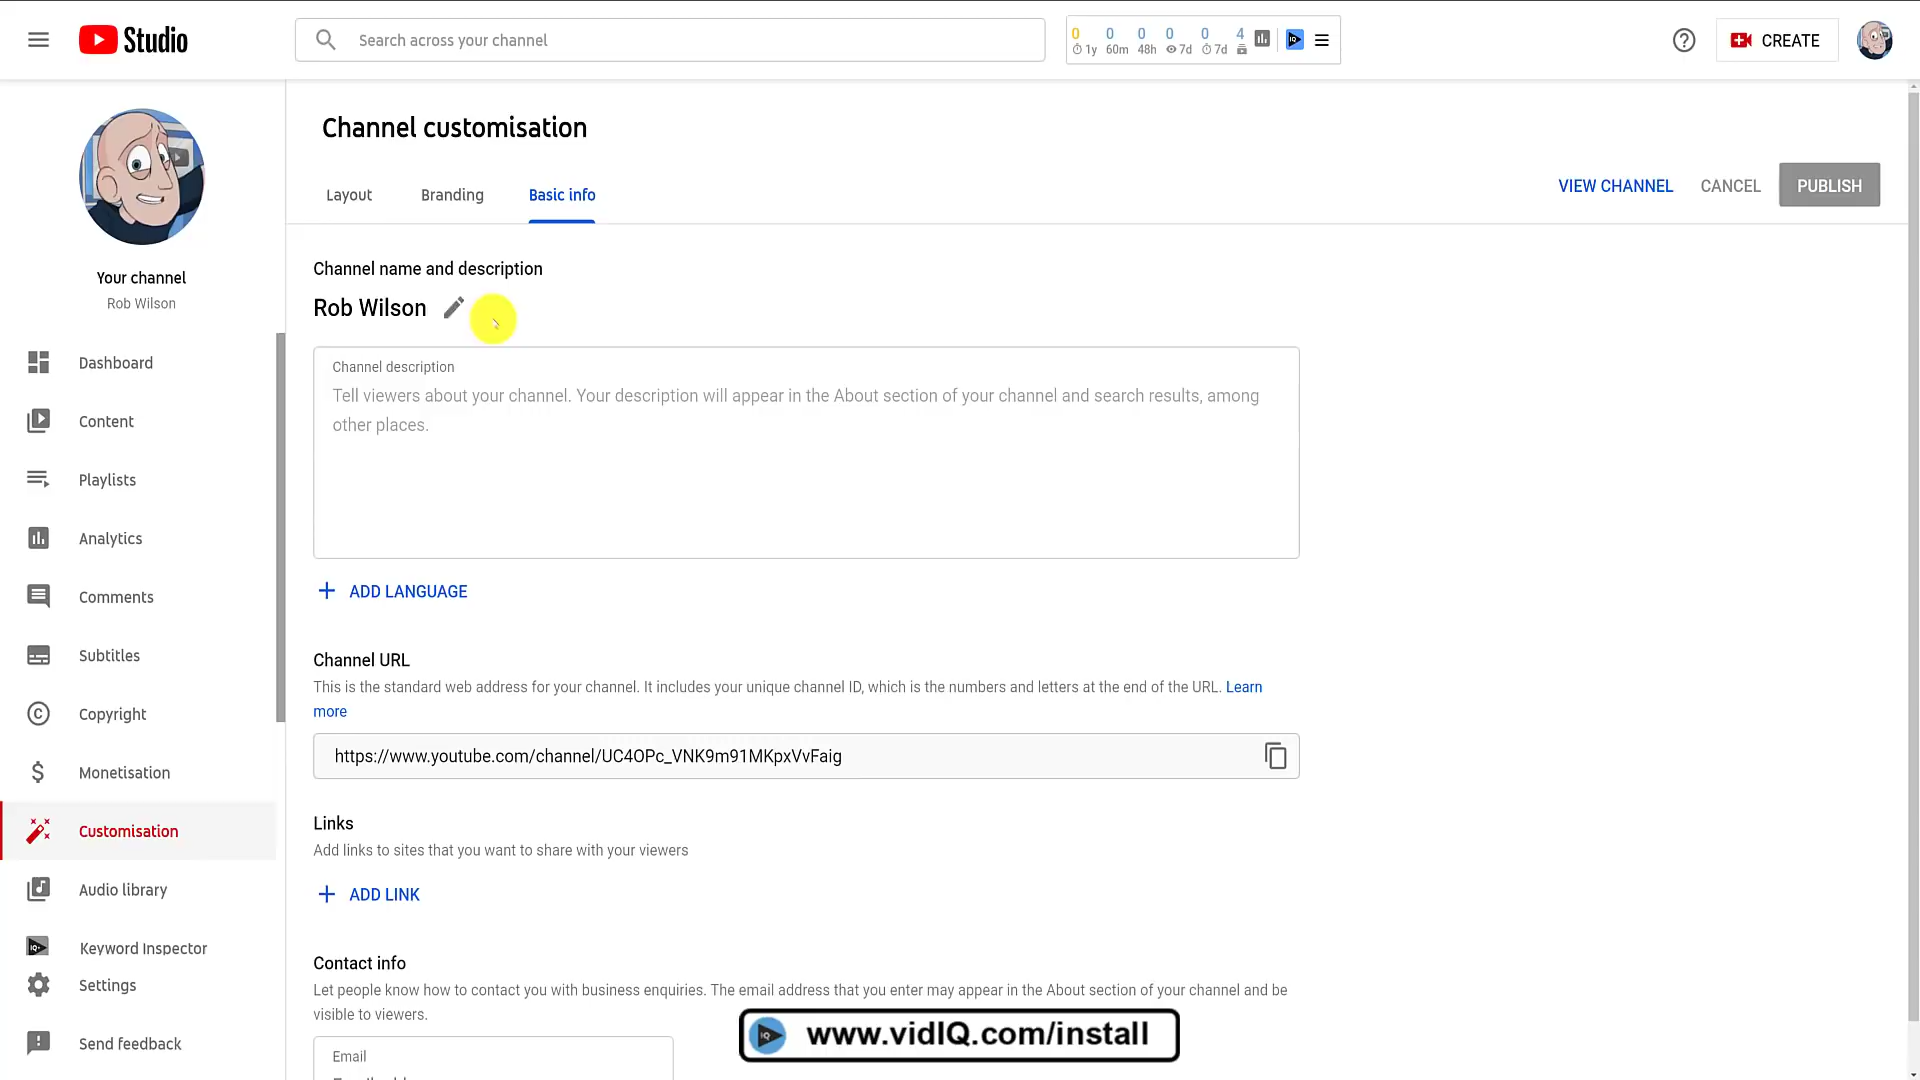 Studio
Search across your channel
0 0 0 0 0 4
1y 60m 48h 7d 7d
CREATE
Channel customisation
Layout Branding Basic info
VIEW CHANNEL CANCEL PUBLISH
Your channel
Rob Wilson
Dashboard
Content
Playlists
Analytics
Comments
Subtitles
Copyright
Monetisation
Customisation
Audio library
Keyword Inspector
Settings
Send feedback
Channel name and description
Rob Wilson
Channel description
Tell viewers about your channel. Your description will appear in the About section of your channel and search results, among
other places.
ADD LANGUAGE
Channel URL
This is the standard web address for your channel. It includes your unique channel ID, which is the numbers and letters at the end of the URL. Learn
more
https://www.youtube.com/channel/UC4OPc_VNK9m91MKpxVvFaig
Links
Add links to sites that you want to share with your viewers
ADD LINK
Contact info
Let people know how to contact you with business enquiries. The email address that you enter may appear in the About section of your channel and be
visible to viewers.
Email
www.vidIQ.com/install